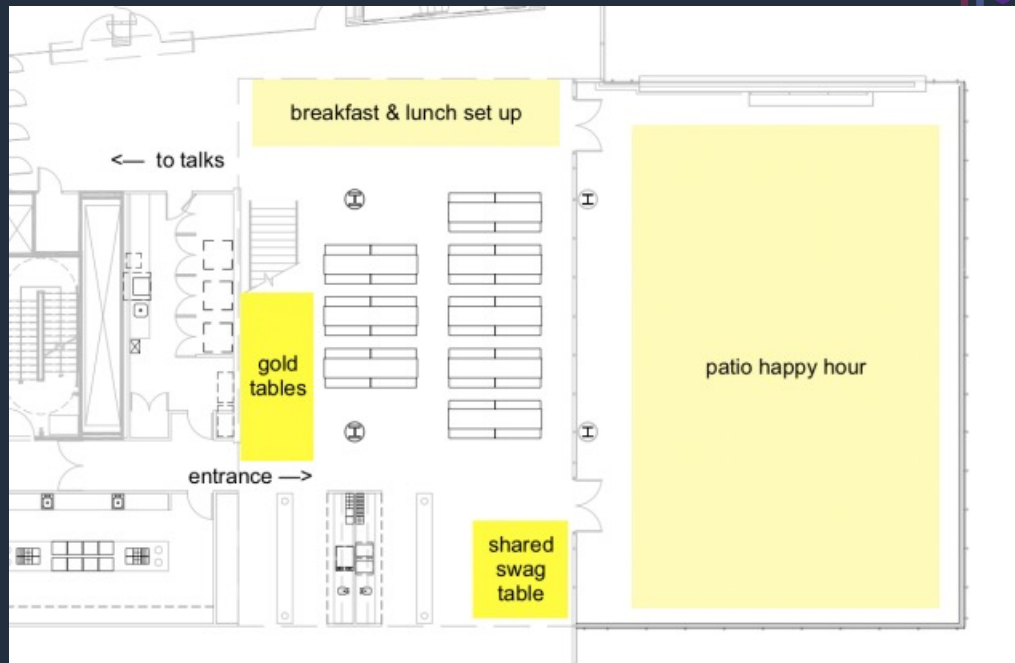 breakfast & lunch set up
<— to talks
gold
tables
patio happy hour
entrance —>
shared
swag
table